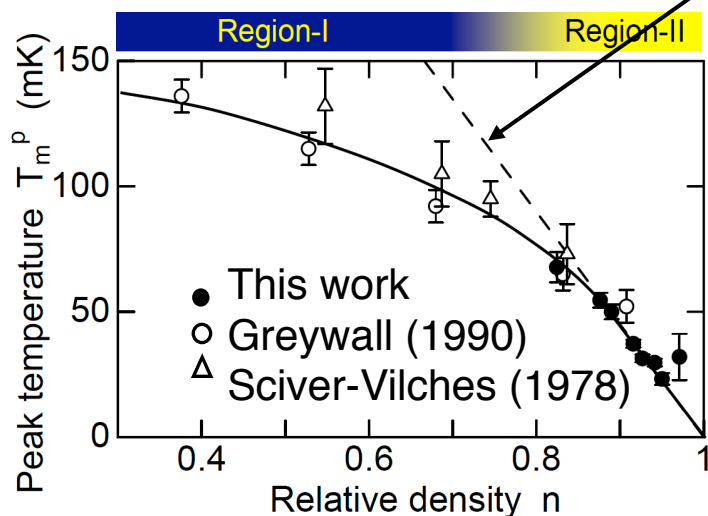 Region-I Region-II
150
100
50
0
Peak temperature T_m^p (mK)
● This work
○ Greywall (1990)
△ Sciver-Vilches (1978)
0.4 0.6 0.8 1
Relative density n